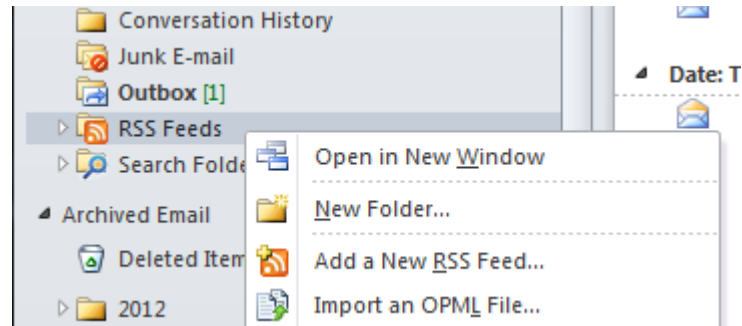 Conversation History
Junk E-mail
Outbox [1]
Date: T
RSS Feeds
Open in New Window
Search Folde
New Folder...
Archived Email
Deleted Item
Add a New RSS Feed...
2012
Import an OPML File...